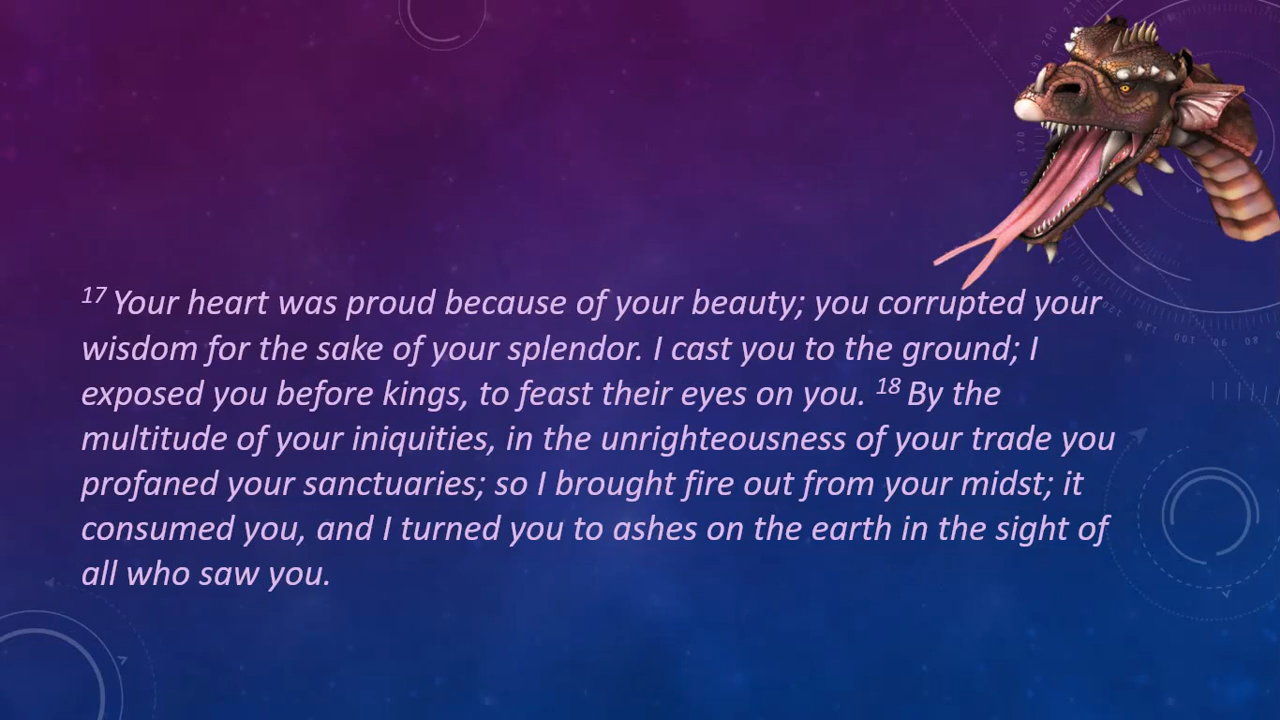 17 Your heart was proud because of your beauty; you corrupted your
wisdom for the sake of your splendor. I cast you to the ground; I
exposed you before kings, to feast their eyes on you. 18 By the
multitude of your iniquities, in the unrighteousness of your trade you
profaned your sanctuaries; so I brought fire out from your midst; it
consumed you, and I turned you to ashes on the earth in the sight of
all who saw you.